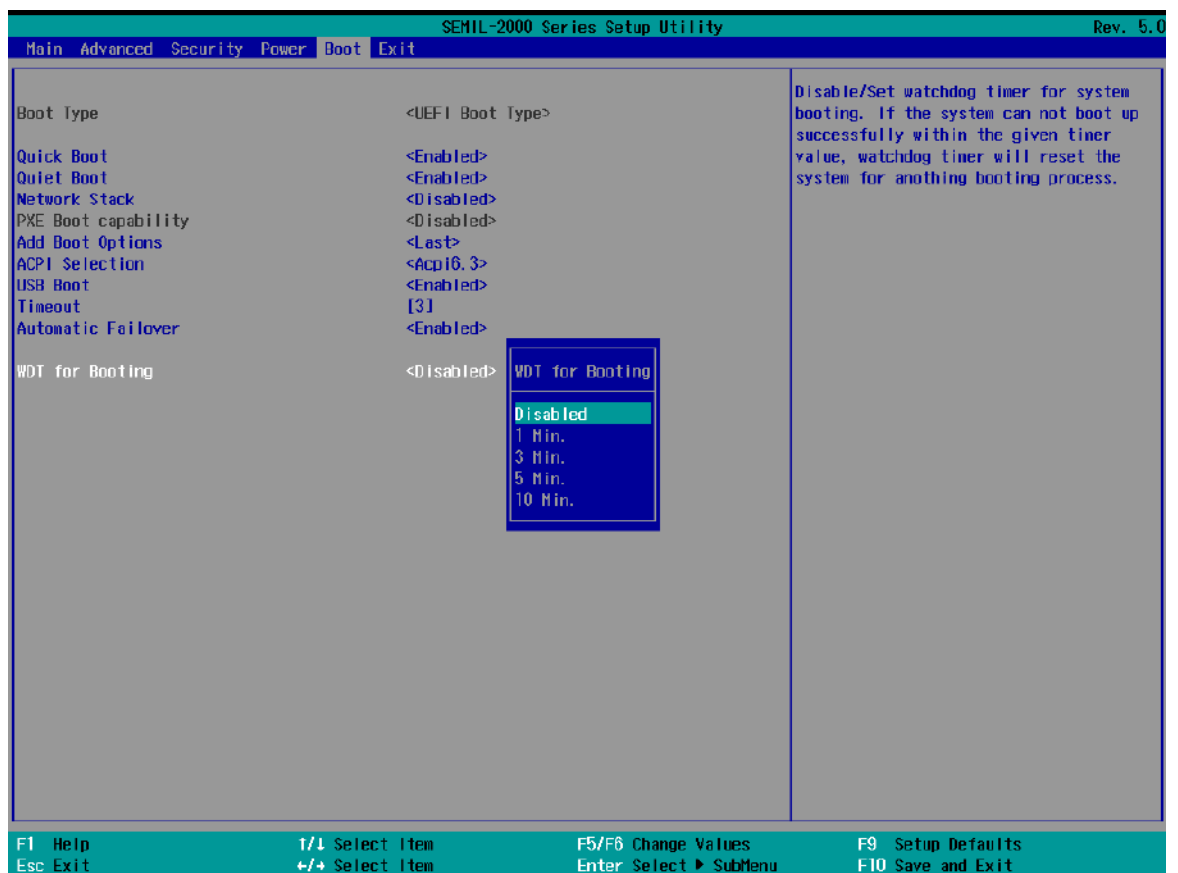 SEMIL-2000 Series Setup Utility Rev. 5.0
Main Advanced Security Power Boot Exit
Boot Type <UEFI Boot Type>
Quick Boot <Enabled>
Quiet Boot <Enabled>
Network Stack <Disabled>
PXE Boot capability <Disabled>
Add Boot Options <Last>
ACPI Selection <Acpi6.3>
USB Boot <Enabled>
Timeout [3]
Automatic Failover <Enabled>
WDT for Booting <Disabled>
WDT for Booting
Disabled
1 Min.
3 Min.
5 Min.
10 Min.
Disable/Set watchdog timer for system
booting. If the system can not boot up
successfully within the given timer
value, watchdog timer will reset the
system for anothing booting process.
F1 Help ↑/↓ Select Item F5/F6 Change Values F9 Setup Defaults
Esc Exit ←/→ Select Item Enter Select ▶ SubMenu F10 Save and Exit